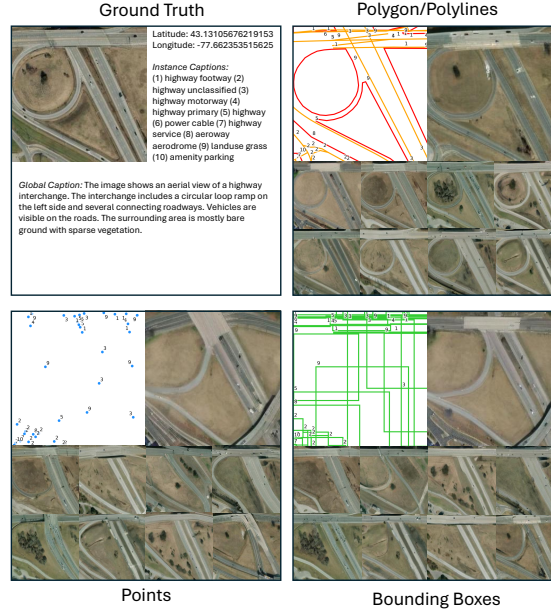 Ground Truth
Polygon/Polylines
Latitude: 43.13105676219153
Longitude: -77.662353515625
Instance Captions:
(1) highway footway (2)
highway unclassified (3)
highway motorway (4)
highway primary (5) highway
(6) power cable (7) highway
service (8) aeroway
aerodrome (9) landuse grass
(10) amenity parking
Global Caption: The image shows an aerial view of a highway
interchange. The interchange includes a circular loop ramp on
the left side and several connecting roadways. Vehicles are
visible on the roads. The surrounding area is mostly bare
ground with sparse vegetation.
Points
Bounding Boxes